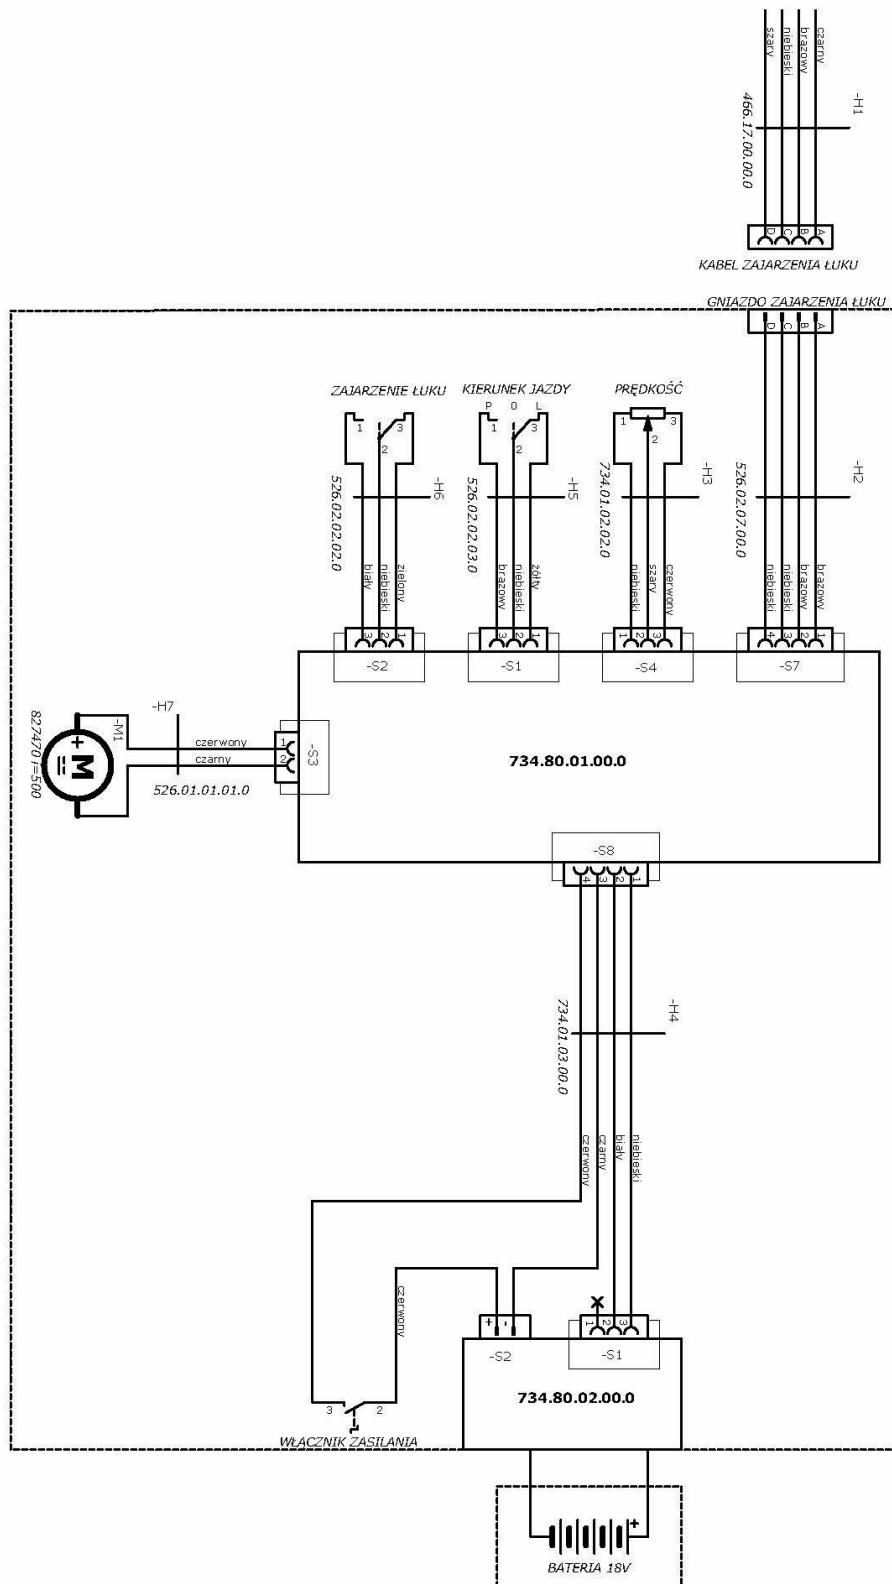 szary
niebieski
brązowy
czarny
-H1
466.17.00.00.0
D
C
B
A
KABEL ZAJARZENIA ŁUKU
GNIAZDO ZAJARZENIA ŁUKU
D
C
B
A
ZAJARZENIE ŁUKU
KIERUNEK JAZDY
PRĘDKOŚĆ
P
0
L
1
3
2
1
3
2
1
3
2
-H6
-H5
-H3
-H2
526.02.02.02.0
526.02.02.03.0
734.01.02.02.0
526.02.07.00.0
biały
niebieski
zielony
brązowy
niebieski
żółty
niebieski
szary
czerwony
niebieski
niebieski
brązowy
brązowy
3
2
1
3
2
1
1
2
3
4
3
2
1
-S2
-S1
-S4
-S7
-H7
-M1
+
M
827470 i=500
czerwony
czarny
1
2
-S3
526.01.01.01.0
734.80.01.00.0
-S8
4
3
2
1
-H4
734.01.03.00.0
czerwony
czarny
biały
niebieski
czerwony
+
-
1
2
3
-S2
-S1
734.80.02.00.0
3
2
WŁĄCZNIK ZASILANIA
+
BATERIA 18V